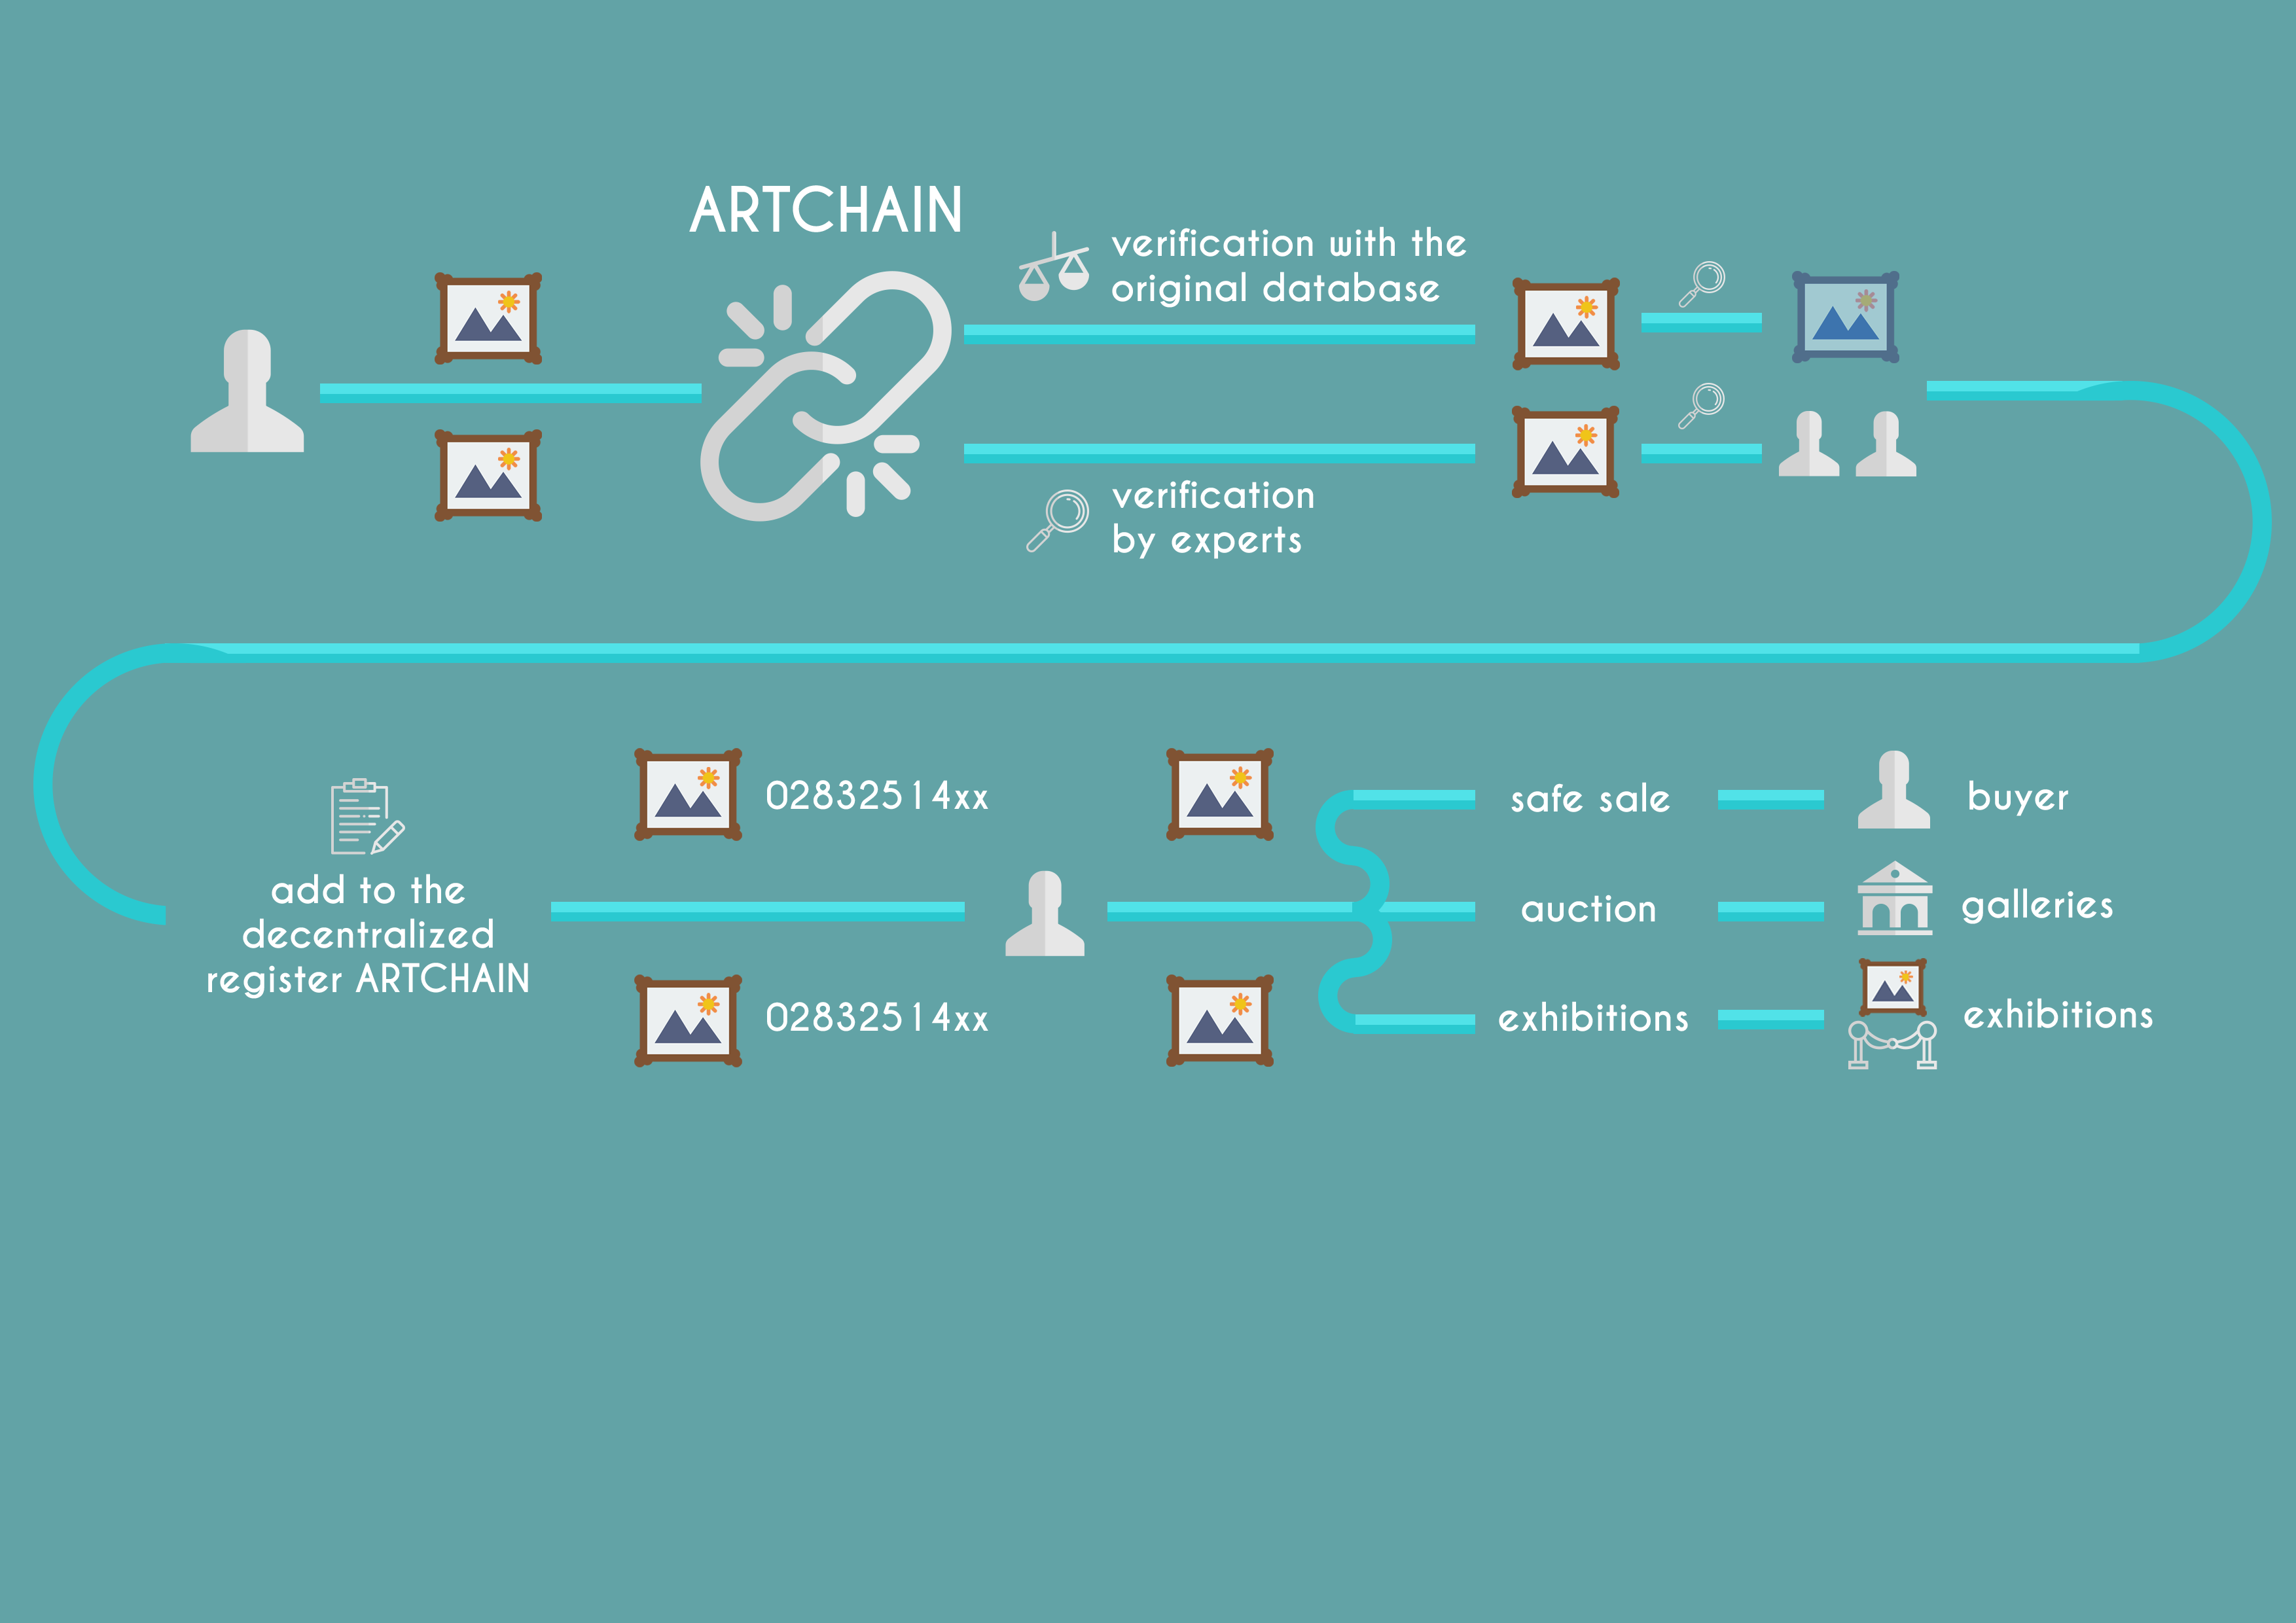 ARTCHAIN
verification with the
original database
verification
by experts
add to the
decentralized
register ARTCHAIN
02832514xx
02832514xx
safe sale
buyer
auction
galleries
exhibitions
exhibitions